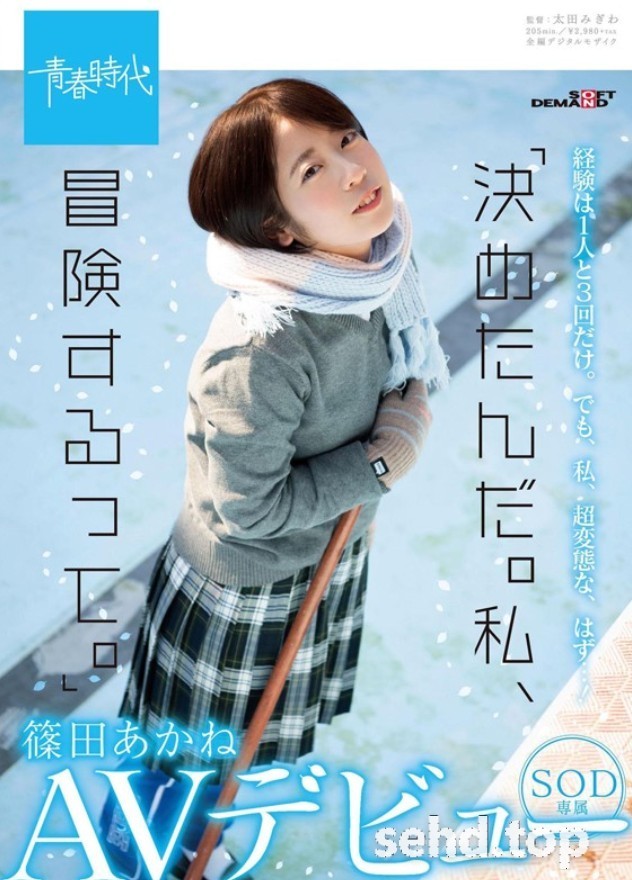 監督:太田みぎわ
205min./¥2,980+TAX
全編デジタルモザイク
青春時代
SOFT ON
DEMAND
経験は1人と3回だけ。でも、私、超変態な、はず…!
「決めたんだ。私、
冒険するって。」
篠田あかね
AVデビュー
SOD
専属
sehd.top